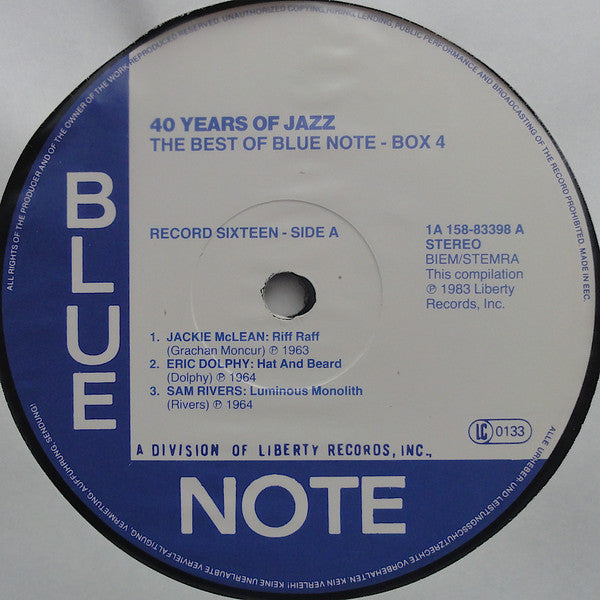 ALL RIGHTS OF THE PRODUCER AND OF THE OWNER OF THE WORK REPRODUCED RESERVED. UNAUTHORIZED COPYING, HIRING, LENDING, PUBLIC PERFORMANCE AND BROADCASTING OF THE RECORD PROHIBITED. MADE IN EEC.
40 YEARS OF JAZZ
THE BEST OF BLUE NOTE - BOX 4
RECORD SIXTEEN - SIDE A
1A 158-83398 A
STEREO
BIEM/STEMRA
This compilation
℗ 1983 Liberty
Records, Inc.
1. JACKIE McLEAN: Riff Raff
(Grachan Moncur) ℗ 1963
2. ERIC DOLPHY: Hat And Beard
(Dolphy) ℗ 1964
3. SAM RIVERS: Luminous Monolith
(Rivers) ℗ 1964
LC 0133
A DIVISION OF LIBERTY RECORDS, INC.,
BLUE
NOTE
ALLE URHEBER- UND LEISTUNGSSCHUTZRECHTE VORBEHALTEN. KEIN VERLEIH! KEINE UNERLAUBTE VERVIELFÄLTIGUNG, VERMIETUNG, AUFFÜHRUNG, SENDUNG!